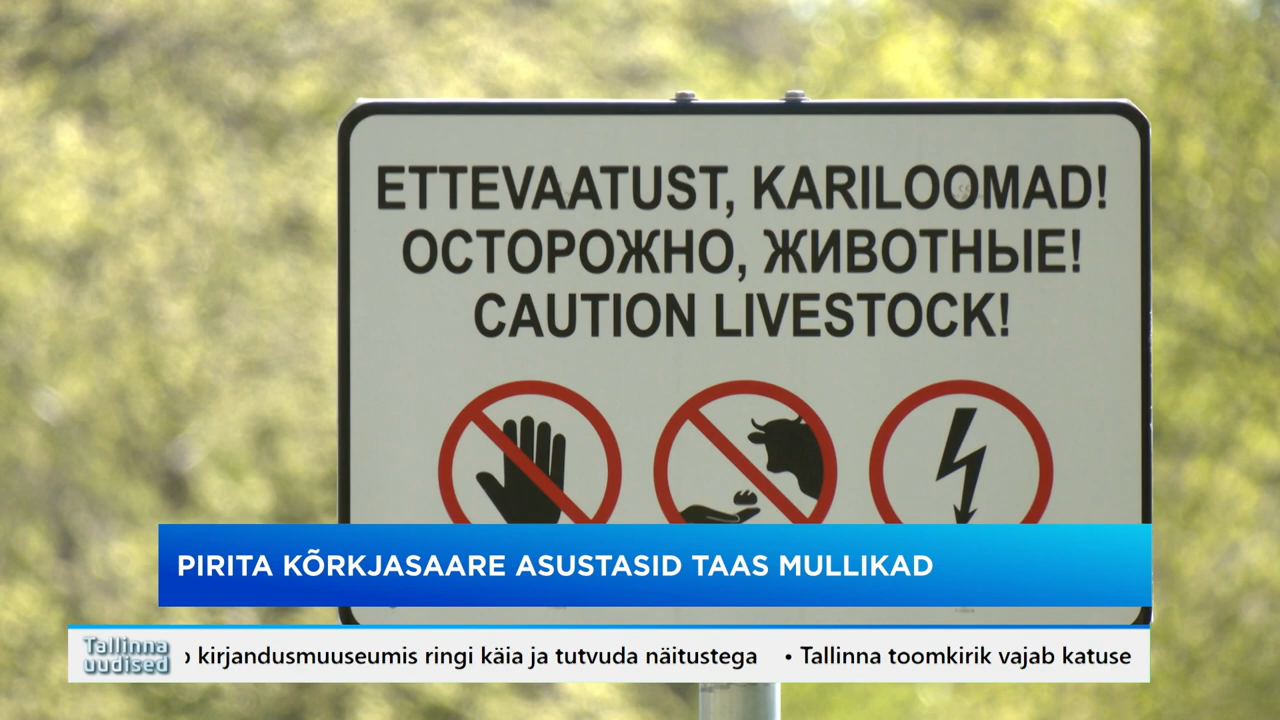 ETTEVAATUST, KARILOOMAD!
ОСТОРОЖНО, ЖИВОТНЫЕ!
CAUTION LIVESTOCK!
PIRITA KÕRKJASAARE ASUSTASID TAAS MULLIKAD
Tallinna
uudised
kirjandusmuuseumis ringi käia ja tutvuda näitustega • Tallinna toomkirik vajab katuse